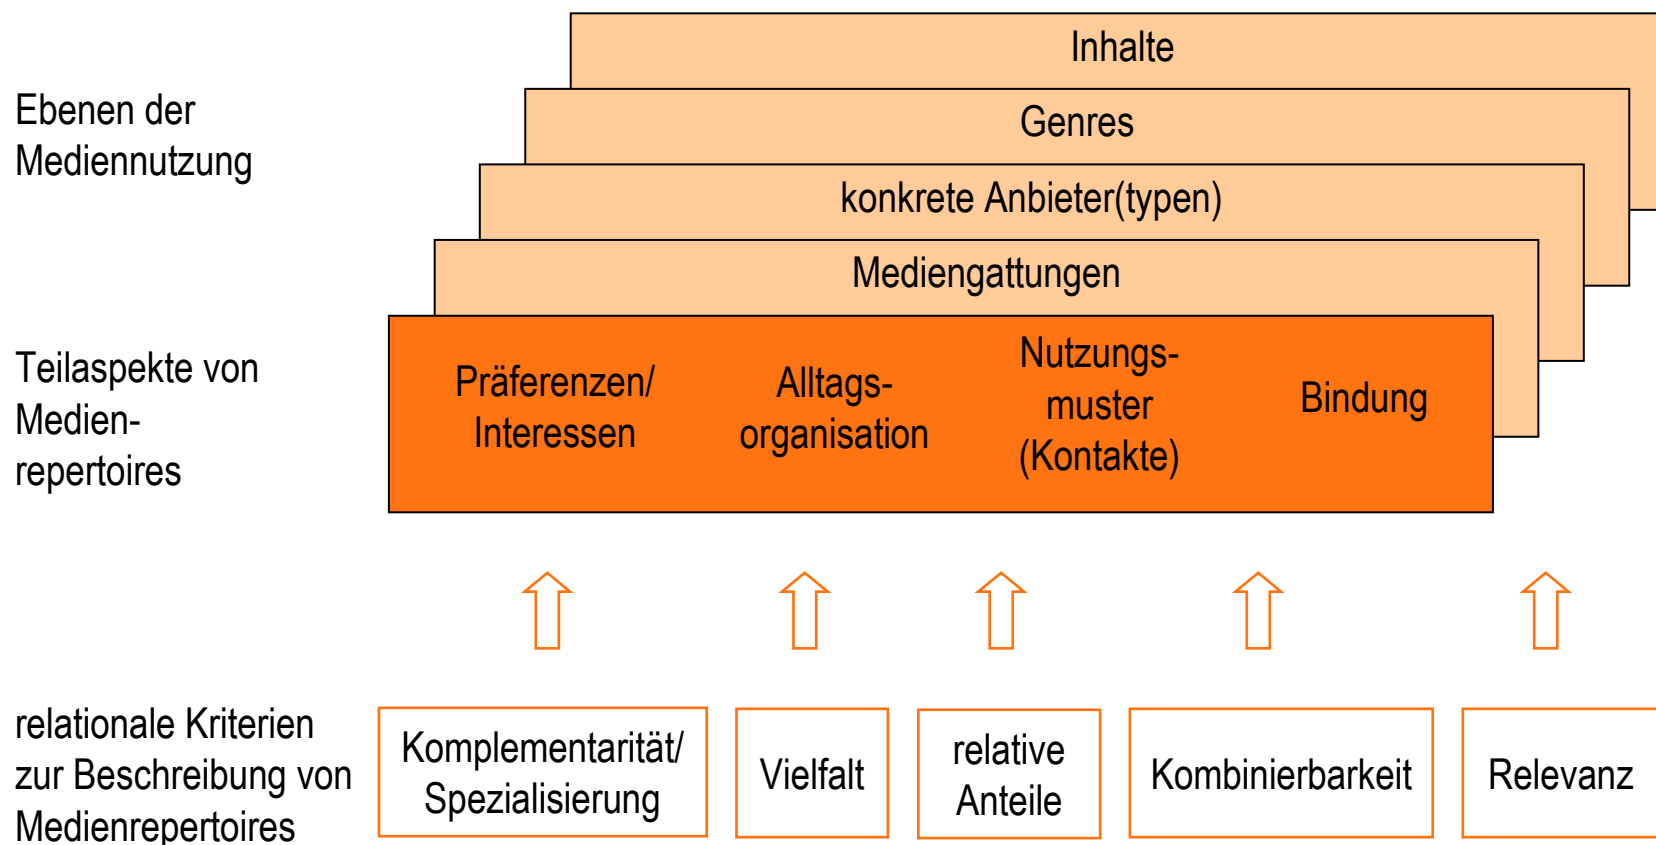 Inhalte
Ebenen der
Mediennutzung
Genres
konkrete Anbieter(typen)
Mediengattungen
Teilaspekte von
Medien-
repertoires
Präferenzen/
Interessen
Alltags-
organisation
Nutzungs-
muster
(Kontakte)
Bindung
relationale Kriterien
zur Beschreibung von
Medienrepertoires
Komplementarität/
Spezialisierung
Vielfalt
relative
Anteile
Kombinierbarkeit
Relevanz